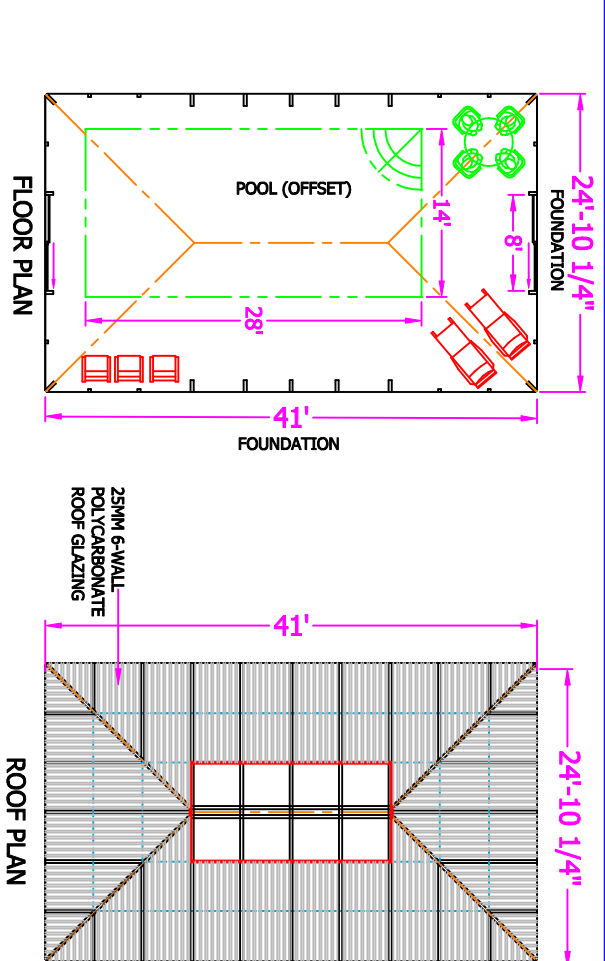 24'-10 1/4"
FOUNDATION
8'
14'
POOL (OFFSET)
28'
FLOOR PLAN
41'
FOUNDATION
25MM 6-WALL
POLYCARBONATE
ROOF GLAZING
41'
24'-10 1/4"
ROOF PLAN